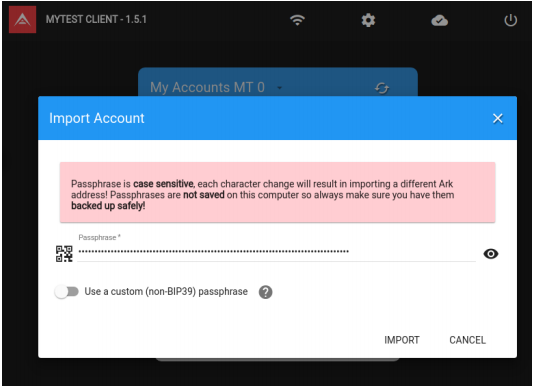 MYTEST CLIENT - 1.5.1
My Accounts MT 0
Import Account
Passphrase is case sensitive, each character change will result in importing a different Ark
address! Passphrases are not saved on this computer so always make sure you have them
backed up safely!
Passphrase *
Use a custom (non-BIP39) passphrase
IMPORT CANCEL